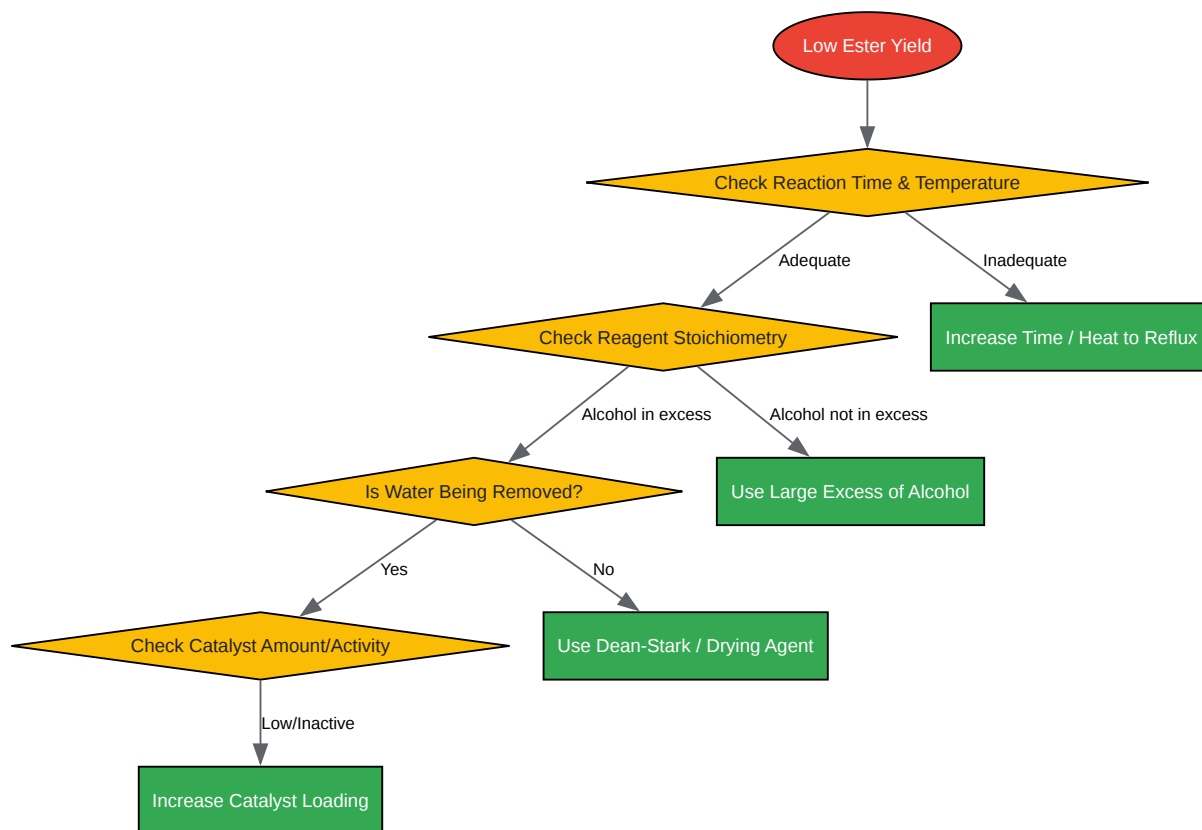 Low Ester Yield
Check Reaction Time & Temperature
Adequate
Inadequate
Check Reagent Stoichiometry
Increase Time / Heat to Reflux
Alcohol in excess
Alcohol not in excess
Is Water Being Removed?
Use Large Excess of Alcohol
Yes
No
Check Catalyst Amount/Activity
Use Dean-Stark / Drying Agent
Low/Inactive
Increase Catalyst Loading